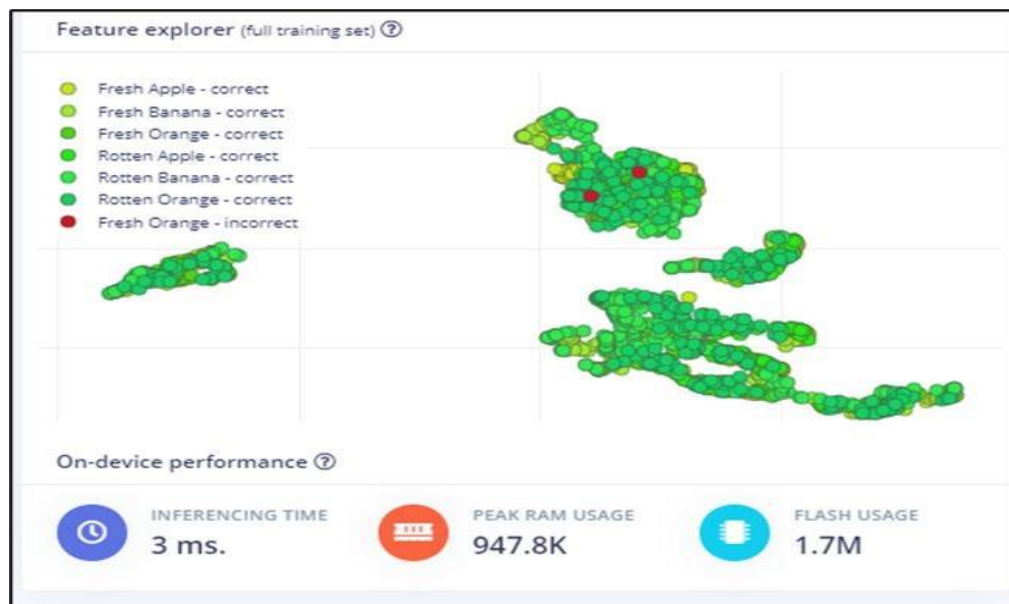 Feature explorer (full training set) ?
Fresh Apple - correct
Fresh Banana - correct
Fresh Orange - correct
Rotten Apple - correct
Rotten Banana - correct
Rotten Orange - correct
Fresh Orange - incorrect
On-device performance ?
INFERENCING TIME
3 ms.
PEAK RAM USAGE
947.8K
FLASH USAGE
1.7M